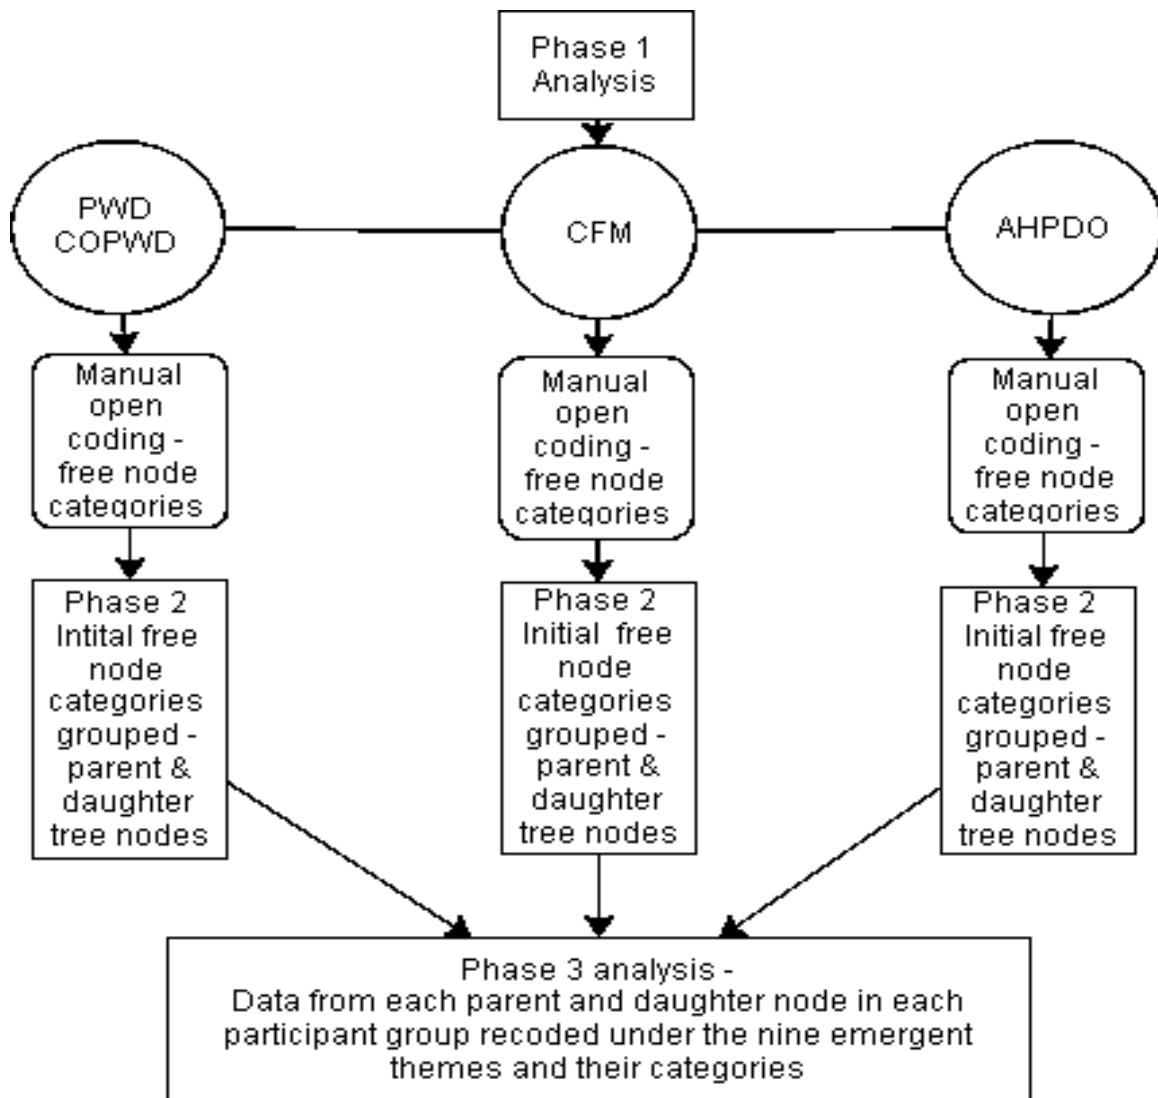 Phase 1
Analysis
PWD
COPWD
CFM
AHPDO
Manual
open
coding -
free node
categories
Manual
open
coding -
free node
categories
Manual
open
coding -
free node
categories
Phase 2
Intital free
node
categories
grouped -
parent &
daughter
tree nodes
Phase 2
Initial free
node
categories
grouped -
parent &
daughter
tree nodes
Phase 2
Initial free
node
categories
grouped -
parent &
daughter
tree nodes
Phase 3 analysis -
Data from each parent and daughter node in each
participant group recoded under the nine emergent
themes and their categories